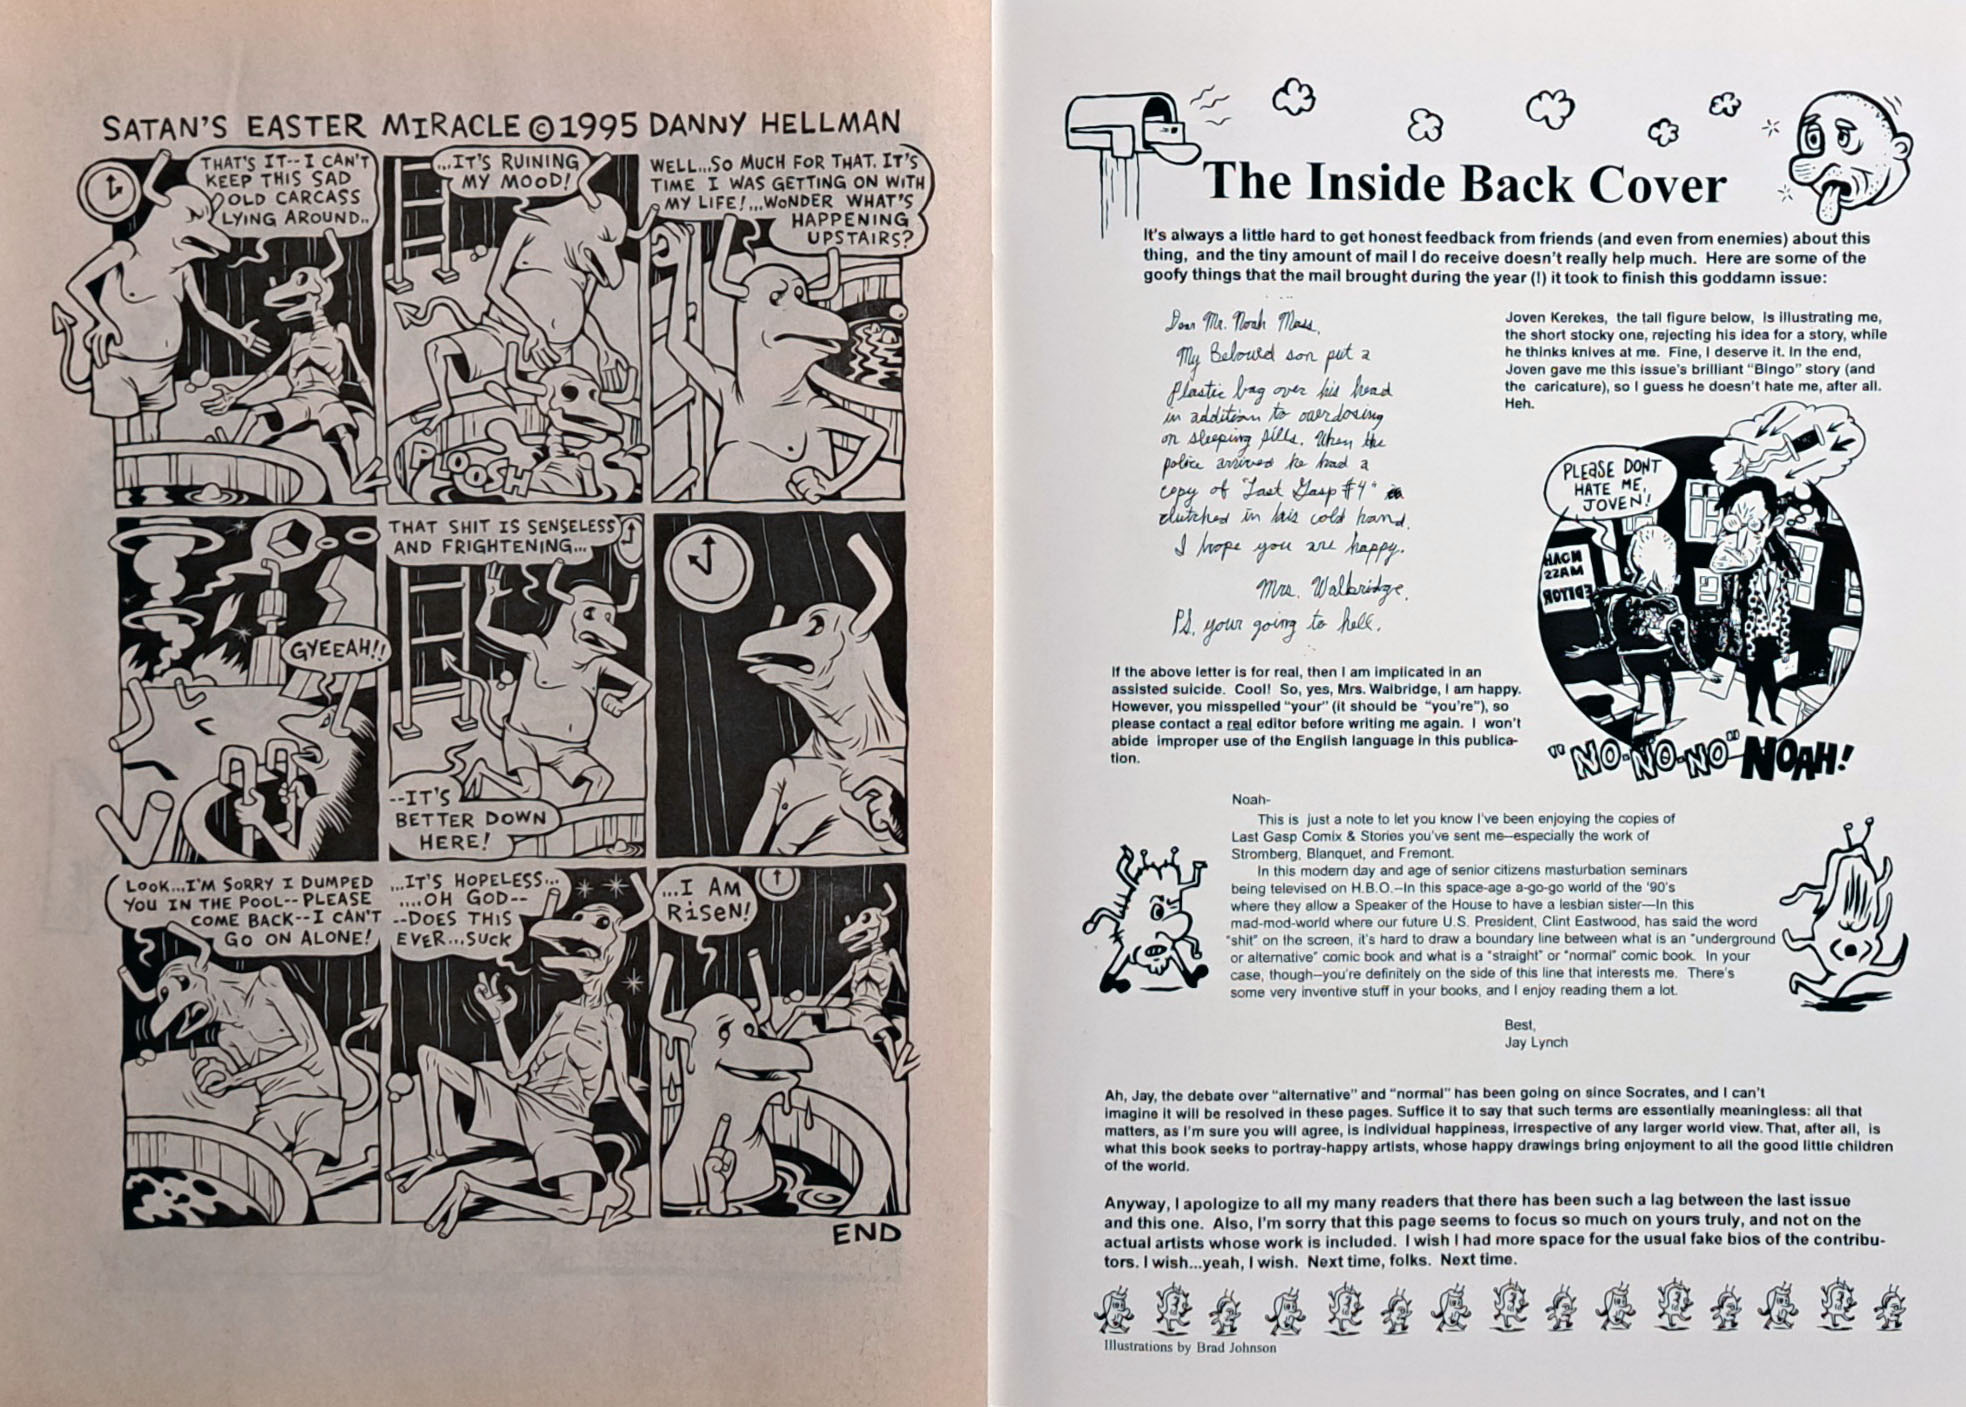 SATAN'S EASTER MIRACLE © 1995 DANNY HELLMAN
THAT'S IT--I CAN'T
KEEP THIS SAD
OLD CARCASS
LYING AROUND..
...IT'S RUINING
MY MOOD!
PLOOSH
WELL...SO MUCH FOR THAT. IT'S
TIME I WAS GETTING ON WITH
MY LIFE!...WONDER WHAT'S
HAPPENING
UPSTAIRS?
GYEEAH!!
THAT SHIT IS SENSELESS
AND FRIGHTENING...
--IT'S
BETTER DOWN
HERE!
LOOK...I'M SORRY I DUMPED
YOU IN THE POOL--PLEASE
COME BACK--I CAN'T
GO ON ALONE!
...IT'S HOPELESS...
....OH GOD--
--DOES THIS
EVER...SUCK
...I AM
RiSEN!
END
The Inside Back Cover
It's always a little hard to get honest feedback from friends (and even from enemies) about this
thing, and the tiny amount of mail I do receive doesn't really help much. Here are some of the
goofy things that the mail brought during the year (!) it took to finish this goddamn issue:
Dear Mr. Noah Mass,
My Beloved son put a
plastic bag over his head
in addition to overdosing
on sleeping pills. When the
police arrived he had a
copy of "Last Gasp #4"
clutched in his cold hand.
I hope you are happy.
Mrs. Walbridge.
P.S. your going to hell.
Joven Kerekes, the tall figure below, is illustrating me,
the short stocky one, rejecting his idea for a story, while
he thinks knives at me. Fine, I deserve it. In the end,
Joven gave me this issue's brilliant "Bingo" story (and
the caricature), so I guess he doesn't hate me, after all.
Heh.
PLEASE DONT
HATE ME,
JOVEN!
NOAH
MASS
EDITOR
"NO-NO-NO" NOAH!
If the above letter is for real, then I am implicated in an
assisted suicide. Cool! So, yes, Mrs. Walbridge, I am happy.
However, you misspelled "your" (it should be "you're"), so
please contact a real editor before writing me again. I won't
abide improper use of the English language in this publica-
tion.
Noah-
This is just a note to let you know I've been enjoying the copies of
Last Gasp Comix & Stories you've sent me--especially the work of
Stromberg, Blanquet, and Fremont.
In this modern day and age of senior citizens masturbation seminars
being televised on H.B.O.--In this space-age a-go-go world of the '90's
where they allow a Speaker of the House to have a lesbian sister--In this
mad-mod-world where our future U.S. President, Clint Eastwood, has said the word
"shit" on the screen, it's hard to draw a boundary line between what is an "underground
or alternative" comic book and what is a "straight" or "normal" comic book. In your
case, though--you're definitely on the side of this line that interests me. There's
some very inventive stuff in your books, and I enjoy reading them a lot.
Best,
Jay Lynch
Ah, Jay, the debate over "alternative" and "normal" has been going on since Socrates, and I can't
imagine it will be resolved in these pages. Suffice it to say that such terms are essentially meaningless: all that
matters, as I'm sure you will agree, is individual happiness, irrespective of any larger world view. That, after all, is
what this book seeks to portray-happy artists, whose happy drawings bring enjoyment to all the good little children
of the world.
Anyway, I apologize to all my many readers that there has been such a lag between the last issue
and this one. Also, I'm sorry that this page seems to focus so much on yours truly, and not on the
actual artists whose work is included. I wish I had more space for the usual fake bios of the contribu-
tors. I wish...yeah, I wish. Next time, folks. Next time.
Illustrations by Brad Johnson